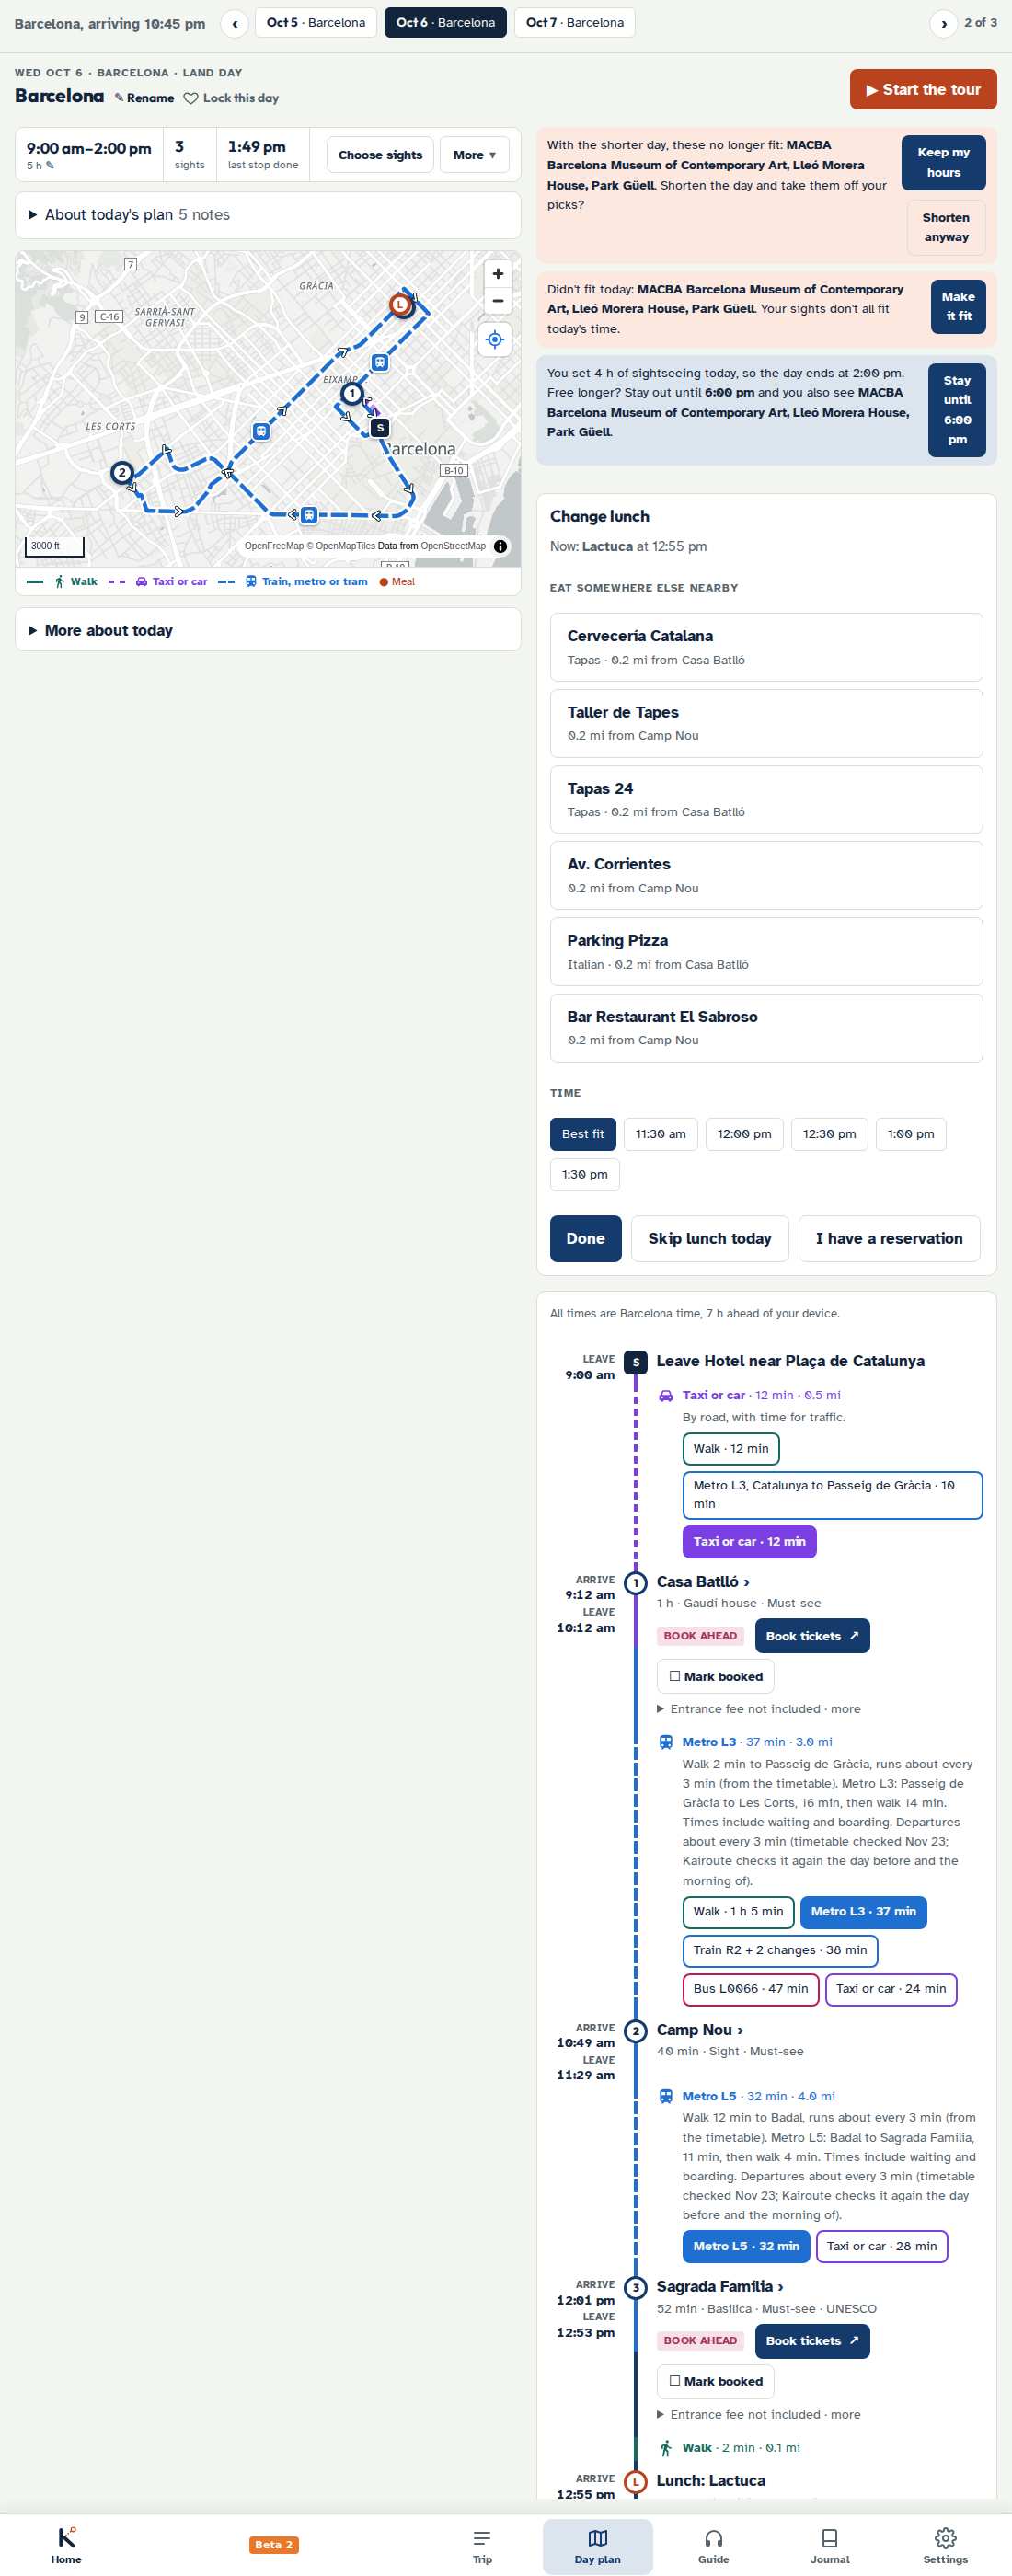 Barcelona, arriving 10:45 pm
‹
Oct 5 · Barcelona
Oct 6 · Barcelona
Oct 7 · Barcelona
›
2 of 3
WED OCT 6 · BARCELONA · LAND DAY
Barcelona
✎ Rename
Lock this day
▶ Start the tour
9:00 am–2:00 pm
5 h ✎
3
sights
1:49 pm
last stop done
Choose sights
More ▾
▶ About today's plan 5 notes
7
GRÀCIA
9
C-16
SARRIÀ-SANT
GERVASI
L
EIXAMP
1
LES CORTS
S
arcelona
2
B-10
+
−
3000 ft
OpenFreeMap © OpenMapTiles Data from OpenStreetMap
Walk
Taxi or car
Train, metro or tram
Meal
▶ More about today
With the shorter day, these no longer fit: MACBA
Barcelona Museum of Contemporary Art, Lleó Morera
House, Park Güell. Shorten the day and take them off your
picks?
Keep my
hours
Shorten
anyway
Didn't fit today: MACBA Barcelona Museum of Contemporary
Art, Lleó Morera House, Park Güell. Your sights don't all fit
today's time.
Make
it fit
You set 4 h of sightseeing today, so the day ends at 2:00 pm.
Free longer? Stay out until 6:00 pm and you also see MACBA
Barcelona Museum of Contemporary Art, Lleó Morera House,
Park Güell.
Stay
until
6:00
pm
Change lunch
Now: Lactuca at 12:55 pm
EAT SOMEWHERE ELSE NEARBY
Cervecería Catalana
Tapas · 0.2 mi from Casa Batlló
Taller de Tapes
0.2 mi from Camp Nou
Tapas 24
Tapas · 0.2 mi from Casa Batlló
Av. Corrientes
0.2 mi from Camp Nou
Parking Pizza
Italian · 0.2 mi from Casa Batlló
Bar Restaurant El Sabroso
0.2 mi from Camp Nou
TIME
Best fit
11:30 am
12:00 pm
12:30 pm
1:00 pm
1:30 pm
Done
Skip lunch today
I have a reservation
All times are Barcelona time, 7 h ahead of your device.
LEAVE
9:00 am
S
Leave Hotel near Plaça de Catalunya
Taxi or car · 12 min · 0.5 mi
By road, with time for traffic.
Walk · 12 min
Metro L3, Catalunya to Passeig de Gràcia · 10
min
Taxi or car · 12 min
ARRIVE
9:12 am
LEAVE
10:12 am
1
Casa Batlló ›
1 h · Gaudí house · Must-see
BOOK AHEAD
Book tickets ↗
☐ Mark booked
▶ Entrance fee not included · more
Metro L3 · 37 min · 3.0 mi
Walk 2 min to Passeig de Gràcia, runs about every
3 min (from the timetable). Metro L3: Passeig de
Gràcia to Les Corts, 16 min, then walk 14 min.
Times include waiting and boarding. Departures
about every 3 min (timetable checked Nov 23;
Kairoute checks it again the day before and the
morning of).
Walk · 1 h 5 min
Metro L3 · 37 min
Train R2 + 2 changes · 38 min
Bus L0066 · 47 min
Taxi or car · 24 min
ARRIVE
10:49 am
LEAVE
11:29 am
2
Camp Nou ›
40 min · Sight · Must-see
Metro L5 · 32 min · 4.0 mi
Walk 12 min to Badal, runs about every 3 min (from
the timetable). Metro L5: Badal to Sagrada Família,
11 min, then walk 4 min. Times include waiting and
boarding. Departures about every 3 min (timetable
checked Nov 23; Kairoute checks it again the day
before and the morning of).
Metro L5 · 32 min
Taxi or car · 28 min
ARRIVE
12:01 pm
LEAVE
12:53 pm
3
Sagrada Família ›
52 min · Basilica · Must-see · UNESCO
BOOK AHEAD
Book tickets ↗
☐ Mark booked
▶ Entrance fee not included · more
Walk · 2 min · 0.1 mi
ARRIVE
12:55 pm
L
Lunch: Lactuca
Home
Beta 2
Trip
Day plan
Guide
Journal
Settings